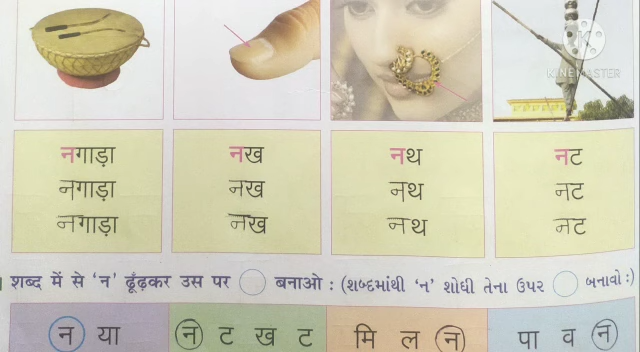 KINEMASTER
नगाड़ा नख नथ नट
नगाड़ा नख नथ नट
नगाड़ा नख नथ नट
शब्द में से 'न' ढूँढ़कर उस पर ◯ बनाओ : (શબ્દમાંથી 'ન' શોધી તેના ઉપર ◯ બનાવો :)
न या न ट ख ट मि ल न पा व न